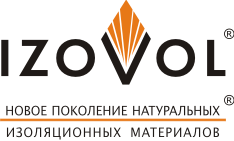 IZOVOL®
НОВОЕ ПОКОЛЕНИЕ НАТУРАЛЬНЫХ®
ИЗОЛЯЦИОННЫХ МАТЕРИАЛОВ